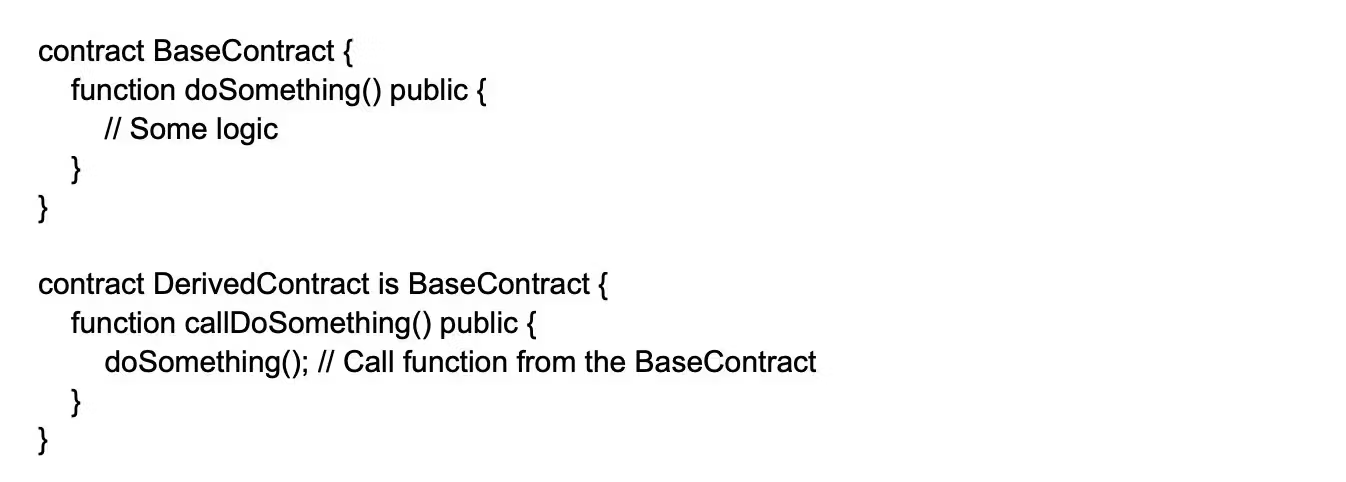 contract BaseContract {
function doSomething() public {
// Some logic
}
}
contract DerivedContract is BaseContract {
function callDoSomething() public {
doSomething(); // Call function from the BaseContract
}
}